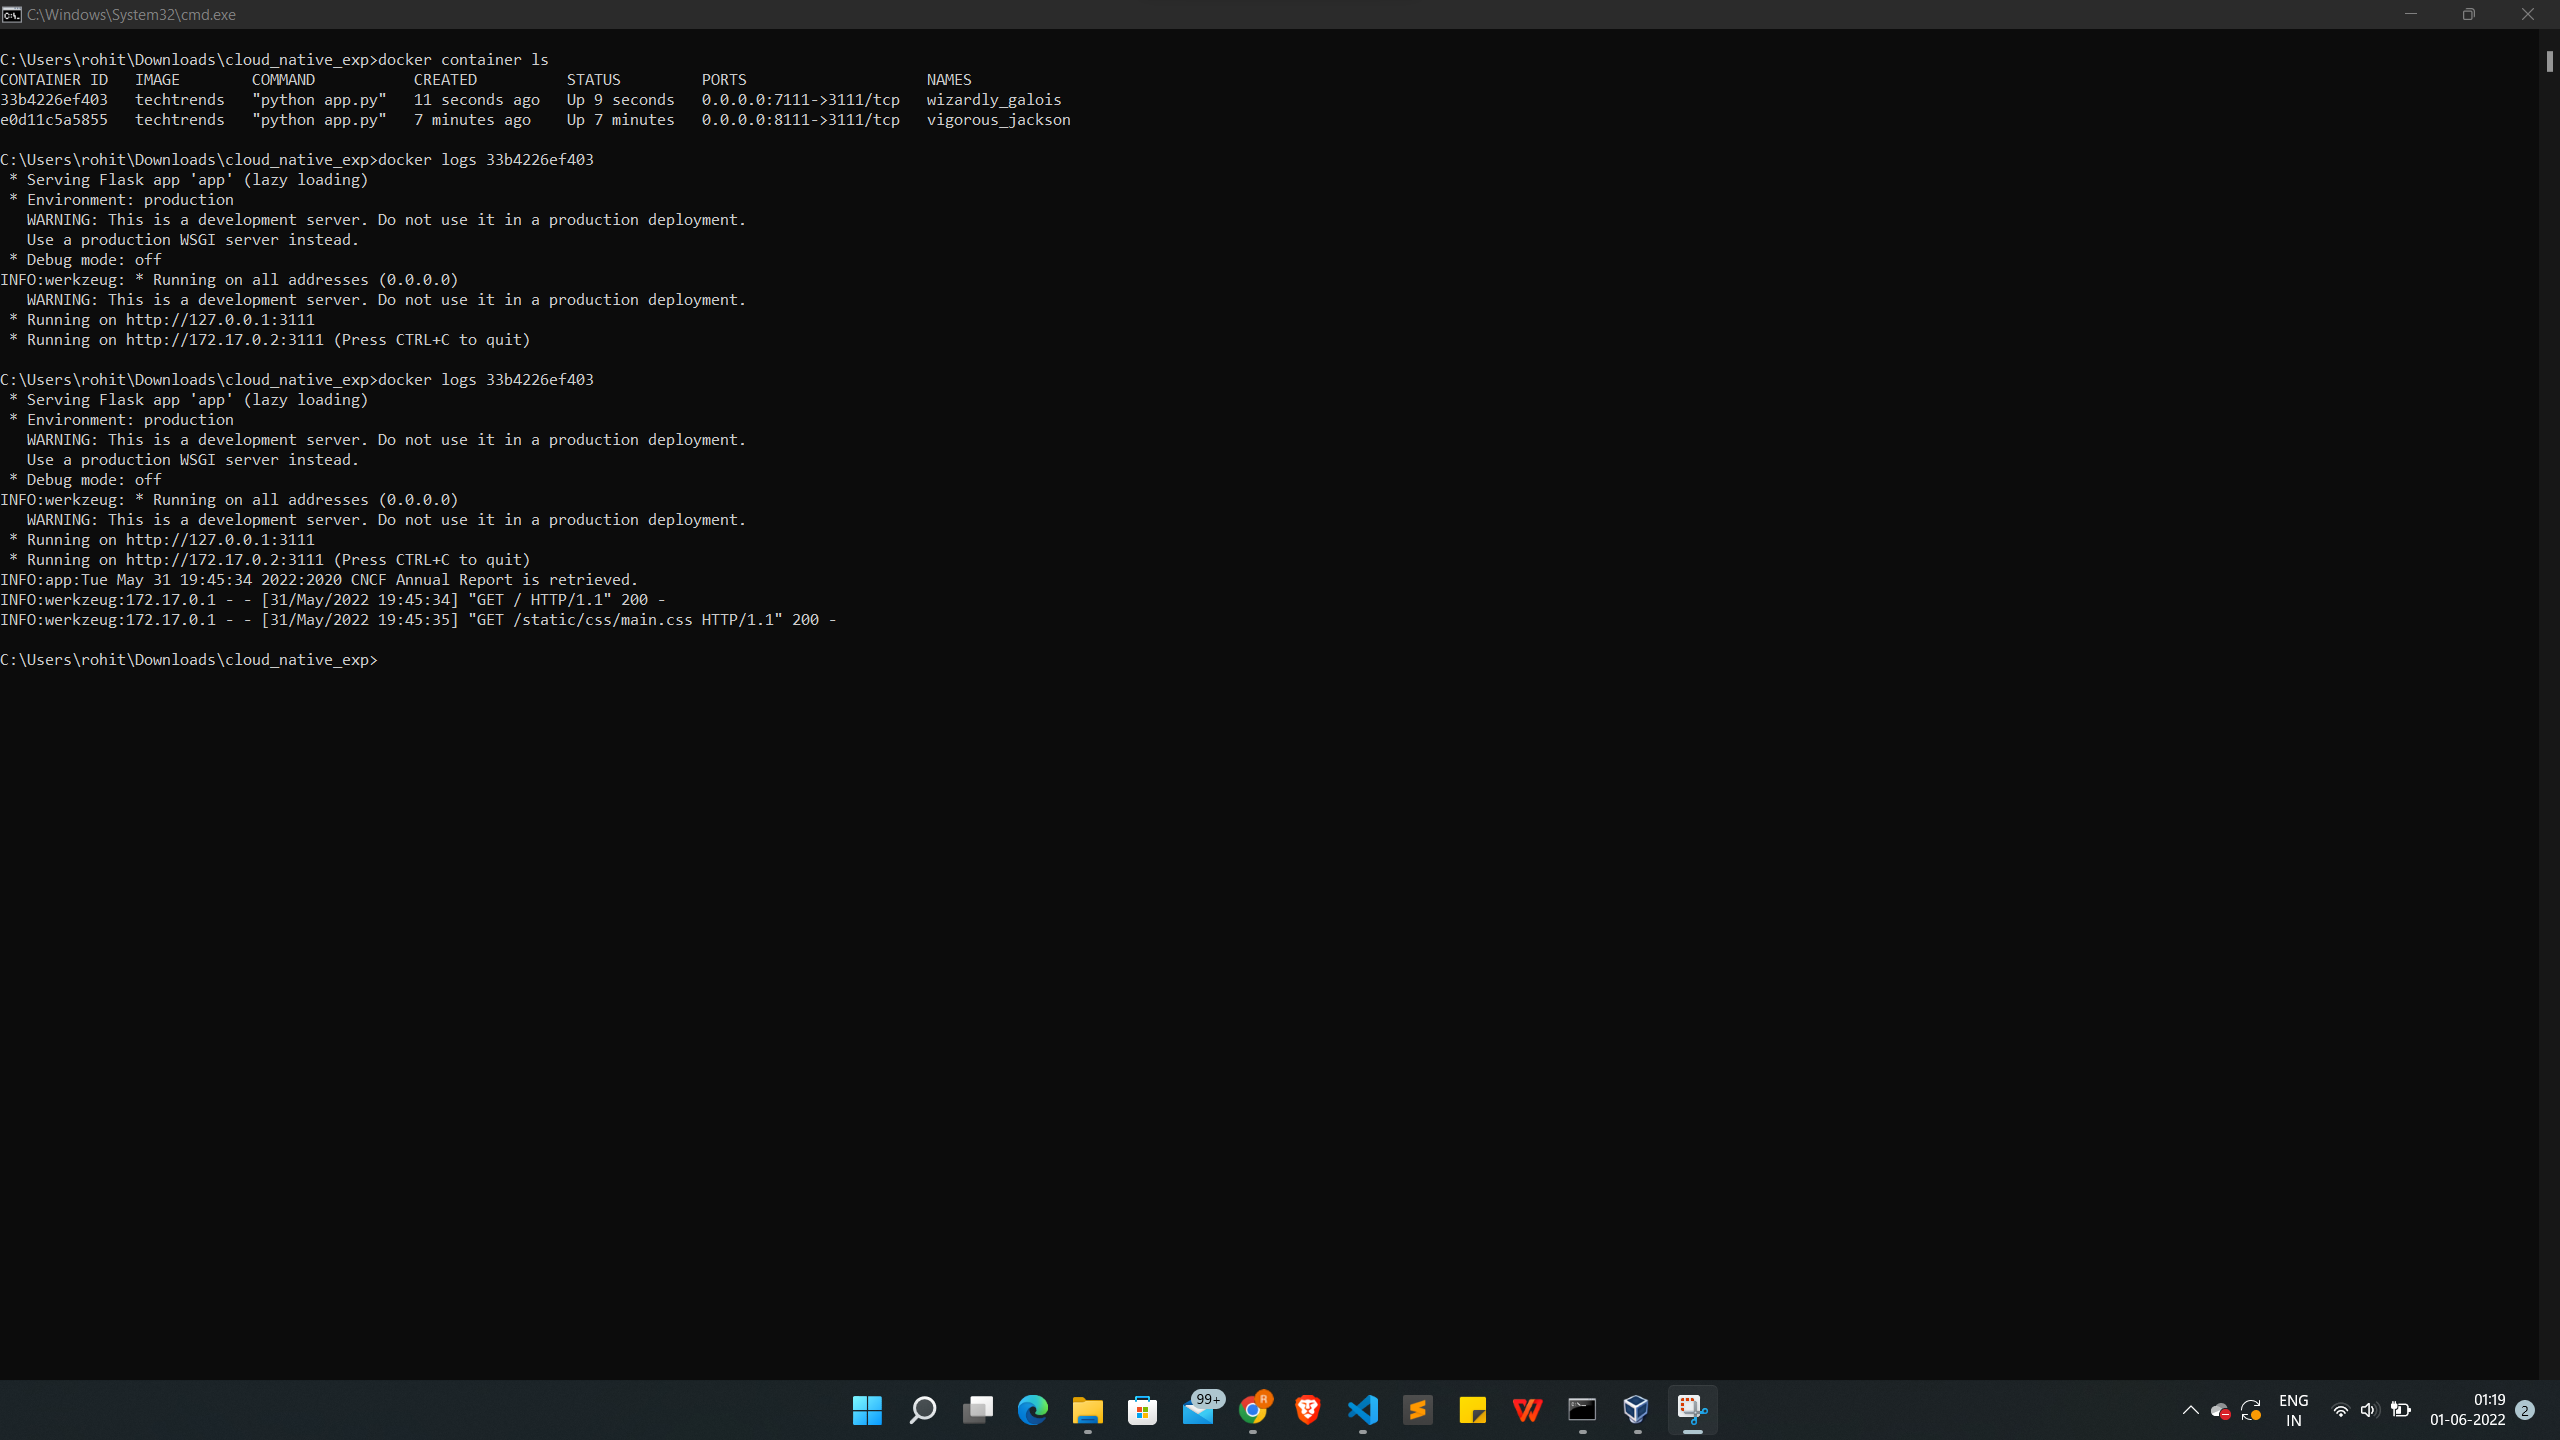 C:\Windows\System32\cmd.exe
C:\Users\rohit\Downloads\cloud_native_exp>docker container ls
CONTAINER ID   IMAGE        COMMAND           CREATED          STATUS         PORTS                    NAMES
33b4226ef403   techtrends   "python app.py"   11 seconds ago   Up 9 seconds   0.0.0.0:7111->3111/tcp   wizardly_galois
e0d11c5a5855   techtrends   "python app.py"   7 minutes ago    Up 7 minutes   0.0.0.0:8111->3111/tcp   vigorous_jackson
C:\Users\rohit\Downloads\cloud_native_exp>docker logs 33b4226ef403
 * Serving Flask app 'app' (lazy loading)
 * Environment: production
   WARNING: This is a development server. Do not use it in a production deployment.
   Use a production WSGI server instead.
 * Debug mode: off
INFO:werkzeug: * Running on all addresses (0.0.0.0)
   WARNING: This is a development server. Do not use it in a production deployment.
 * Running on http://127.0.0.1:3111
 * Running on http://172.17.0.2:3111 (Press CTRL+C to quit)
C:\Users\rohit\Downloads\cloud_native_exp>docker logs 33b4226ef403
 * Serving Flask app 'app' (lazy loading)
 * Environment: production
   WARNING: This is a development server. Do not use it in a production deployment.
   Use a production WSGI server instead.
 * Debug mode: off
INFO:werkzeug: * Running on all addresses (0.0.0.0)
   WARNING: This is a development server. Do not use it in a production deployment.
 * Running on http://127.0.0.1:3111
 * Running on http://172.17.0.2:3111 (Press CTRL+C to quit)
INFO:app:Tue May 31 19:45:34 2022:2020 CNCF Annual Report is retrieved.
INFO:werkzeug:172.17.0.1 - - [31/May/2022 19:45:34] "GET / HTTP/1.1" 200 -
INFO:werkzeug:172.17.0.1 - - [31/May/2022 19:45:35] "GET /static/css/main.css HTTP/1.1" 200 -
C:\Users\rohit\Downloads\cloud_native_exp>
99+
R
ENG
IN
01:19
01-06-2022
2